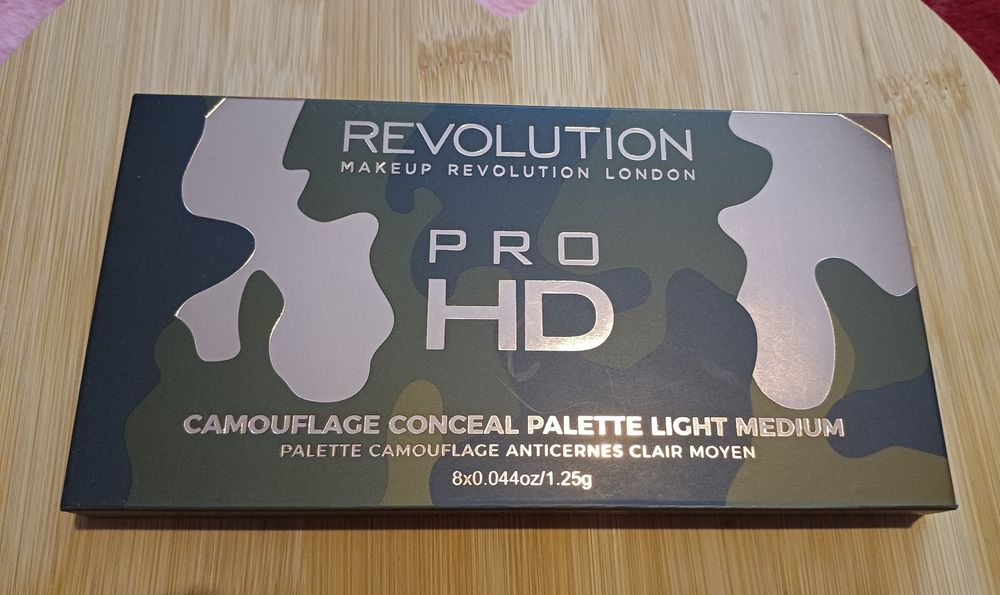 REVOLUTION
MAKEUP REVOLUTION LONDON
PRO
HD
CAMOUFLAGE CONCEAL PALETTE LIGHT MEDIUM
PALETTE CAMOUFLAGE ANTICERNES CLAIR MOYEN
8x0.044oz/1.25g